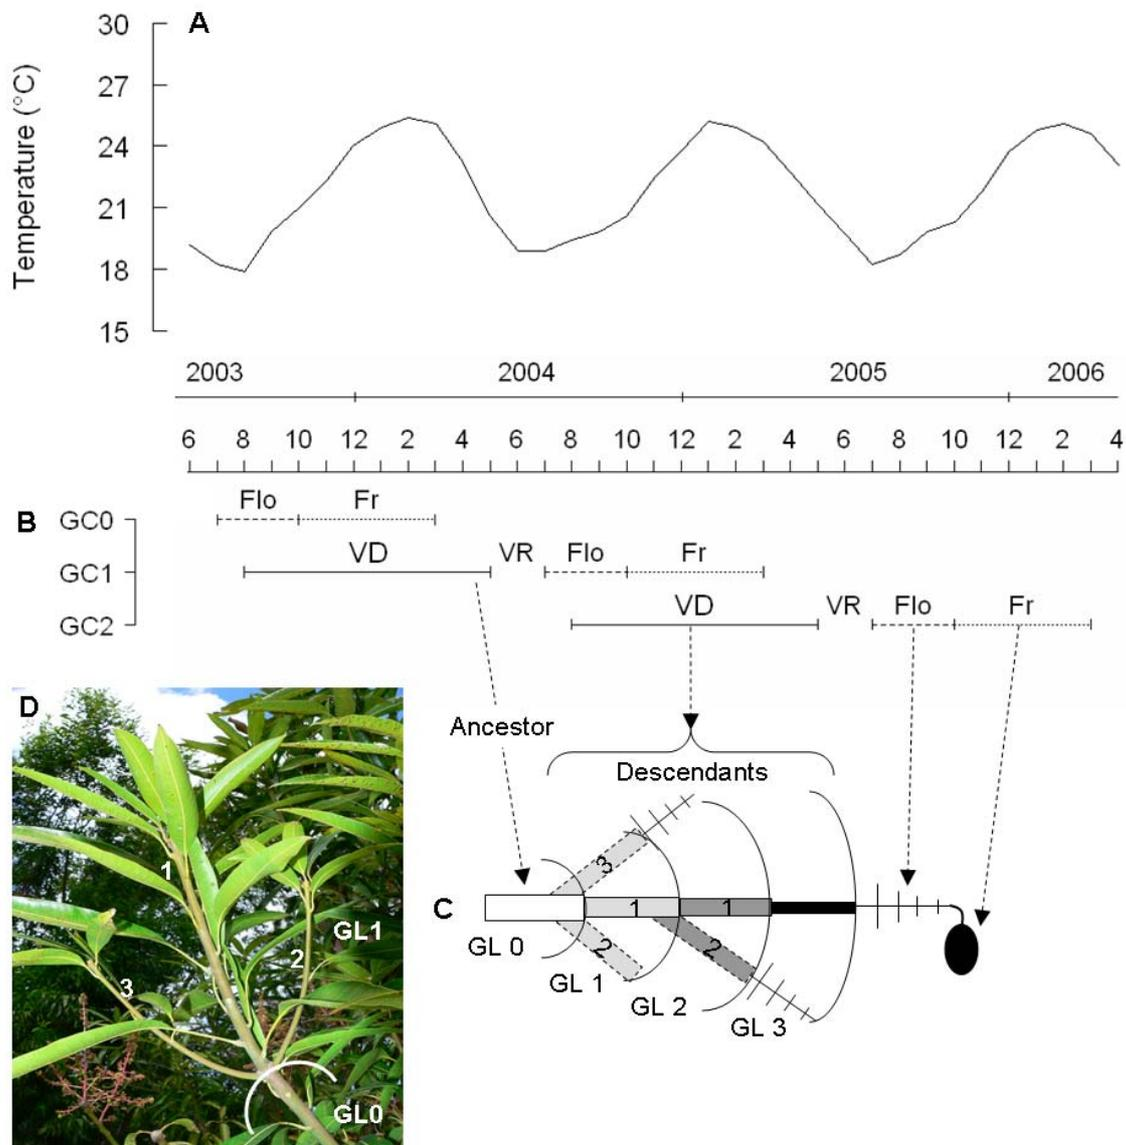 A
Temperature (°C)
30
27
24
21
18
15
2003 2004 2005 2006
6 8 10 12 2 4 6 8 10 12 2 4 6 8 10 12 2 4
B
Flo Fr
GC0
VD VR Flo Fr
GC1
VD VR Flo Fr
GC2
D
Ancestor
Descendants
1
3
C
1 1
GL1
GL 0
2 2
2
3
GL 1
GL 2
GL 3
GL0